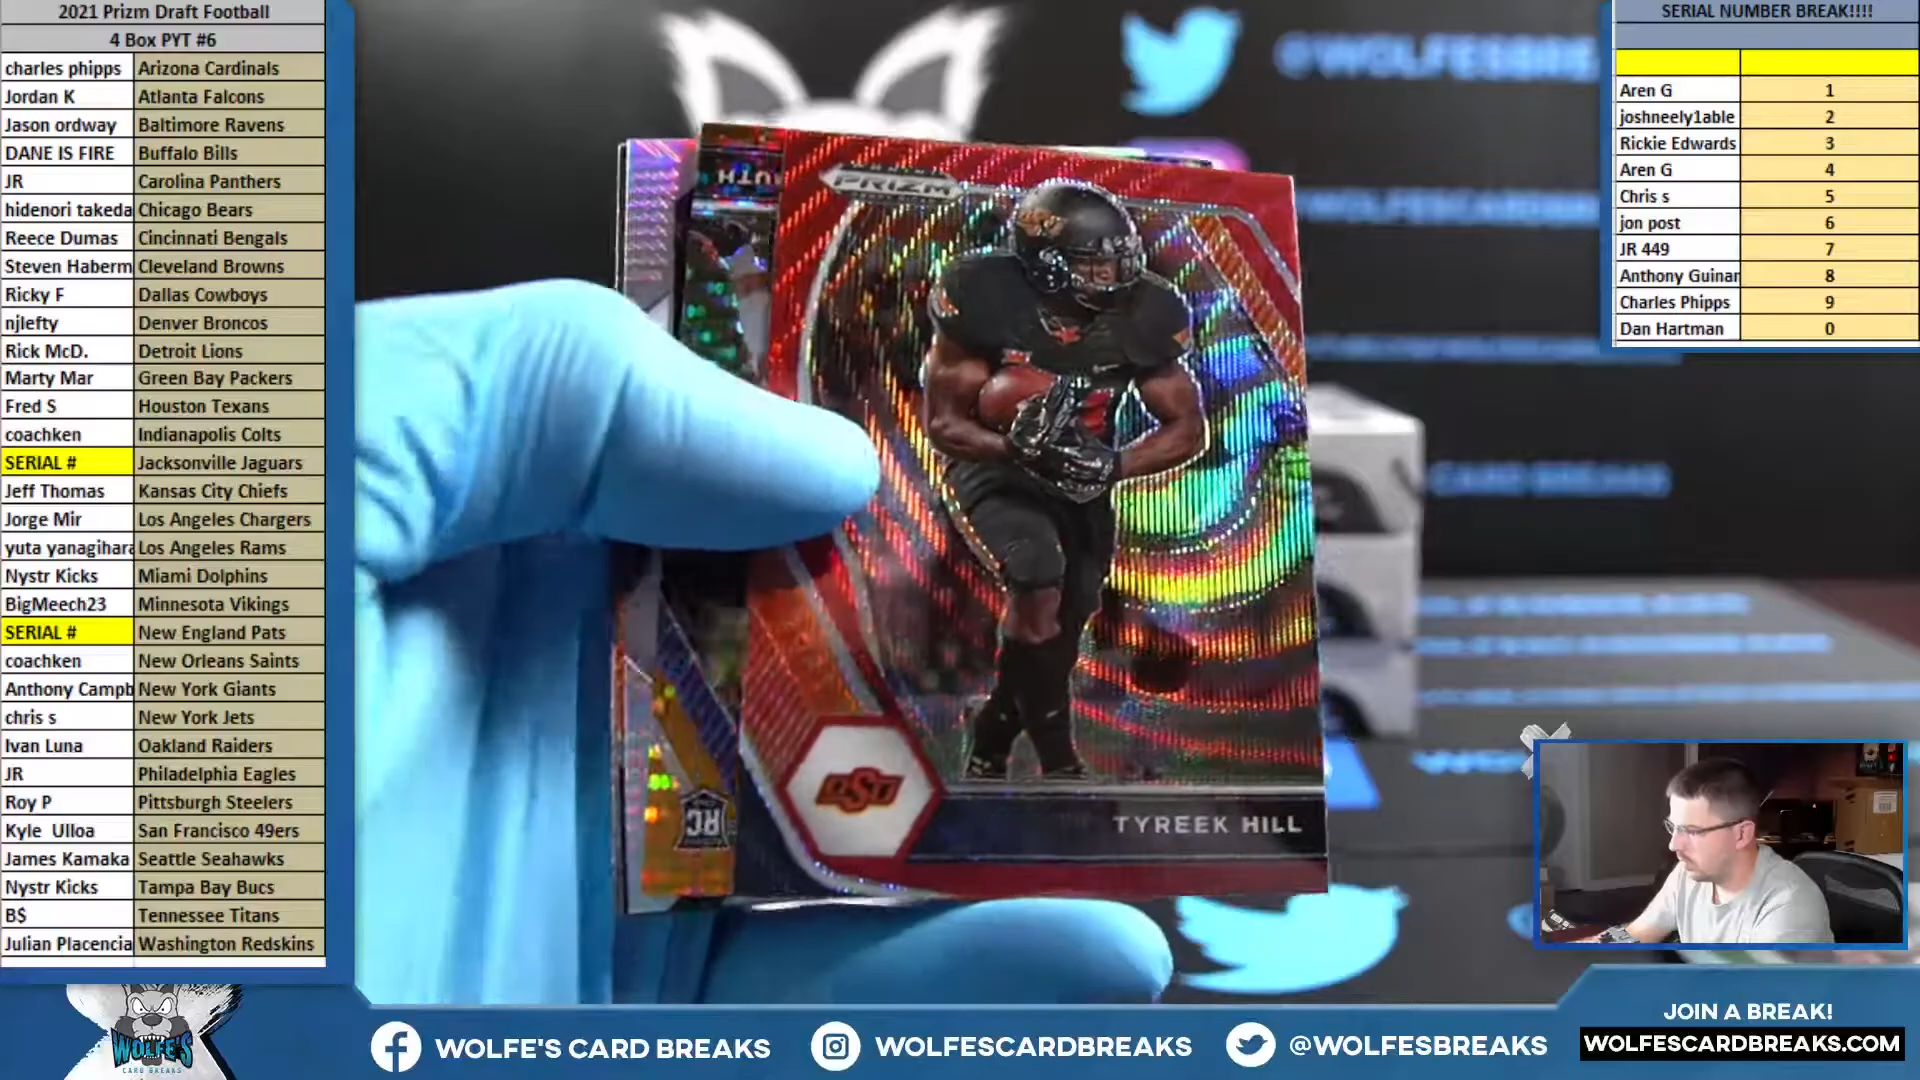 2021 Prizm Draft Football
4 Box PYT #6
charles phipps Arizona Cardinals
Jordan K Atlanta Falcons
Jason ordway Baltimore Ravens
DANE IS FIRE Buffalo Bills
JR Carolina Panthers
hidenori takeda Chicago Bears
Reece Dumas Cincinnati Bengals
Steven Haberm Cleveland Browns
Ricky F Dallas Cowboys
njlefty Denver Broncos
Rick McD. Detroit Lions
Marty Mar Green Bay Packers
Fred S Houston Texans
coachken Indianapolis Colts
SERIAL # Jacksonville Jaguars
Jeff Thomas Kansas City Chiefs
Jorge Mir Los Angeles Chargers
yuta yanagihara Los Angeles Rams
Nystr Kicks Miami Dolphins
BigMeech23 Minnesota Vikings
SERIAL # New England Pats
coachken New Orleans Saints
Anthony Campb New York Giants
chris s New York Jets
Ivan Luna Oakland Raiders
JR Philadelphia Eagles
Roy P Pittsburgh Steelers
Kyle Ulloa San Francisco 49ers
James Kamaka Seattle Seahawks
Nystr Kicks Tampa Bay Bucs
B$ Tennessee Titans
Julian Placencia Washington Redskins
SERIAL NUMBER BREAK!!!!
Aren G 1
joshneely1able 2
Rickie Edwards 3
Aren G 4
Chris s 5
jon post 6
JR 449 7
Anthony Guinan 8
Charles Phipps 9
Dan Hartman 0
@WOLFESBREA
PANINI
PRIZM
OSU
TYREEK HILL
RC
CARD BREAKS
WOLFE'S
CARD BREAKS
WOLFE'S CARD BREAKS
WOLFESCARDBREAKS
@WOLFESBREAKS
JOIN A BREAK!
WOLFESCARDBREAKS.COM